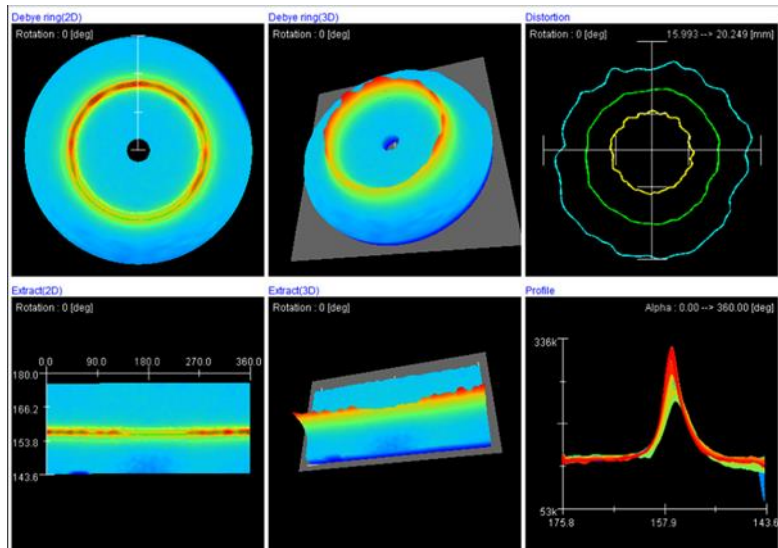 Debye ring(2D)
Rotation : 0 [deg]
Debye ring(3D)
Rotation : 0 [deg]
Distortion
Rotation : 0 [deg]
15.993 --> 20.249 [mm]
Extract(2D)
Rotation : 0 [deg]
0.0 90.0 180.0 270.0 360.0
180.0
166.2
153.8
143.6
Extract(3D)
Rotation : 0 [deg]
Profile
Alpha : 0.00 --> 360.00 [deg]
336k
53k
175.8 157.9 143.6